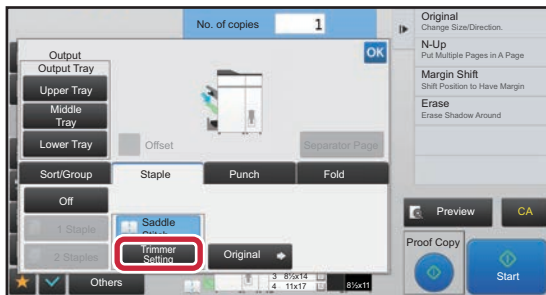 No. of copies
1
Original
Change Size/Direction.
N-Up
Put Multiple Pages in A Page
Margin Shift
Shift Position to Have Margin
Erase
Erase Shadow Around
Output
OK
Output Tray
Upper Tray
Middle
Tray
Lower Tray
Offset
Separator Page
Sort/Group
Staple
Punch
Fold
Off
1 Staple
Saddle
Stitch
2 Staples
Trimmer
Setting
Original
Preview
CA
Proof Copy
Start
Others
3 8½x14
4 11x17
8½x11